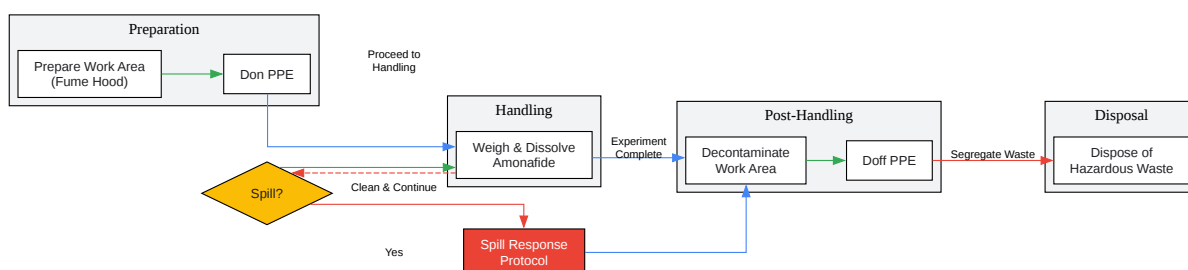 Preparation
Prepare Work Area
(Fume Hood)
Don PPE
Proceed to
Handling
Handling
Weigh & Dissolve
Amonafide
Experiment
Complete
Post-Handling
Decontaminate
Work Area
Doff PPE
Segregate Waste
Disposal
Dispose of
Hazardous Waste
Spill?
Clean & Continue
Yes
Spill Response
Protocol